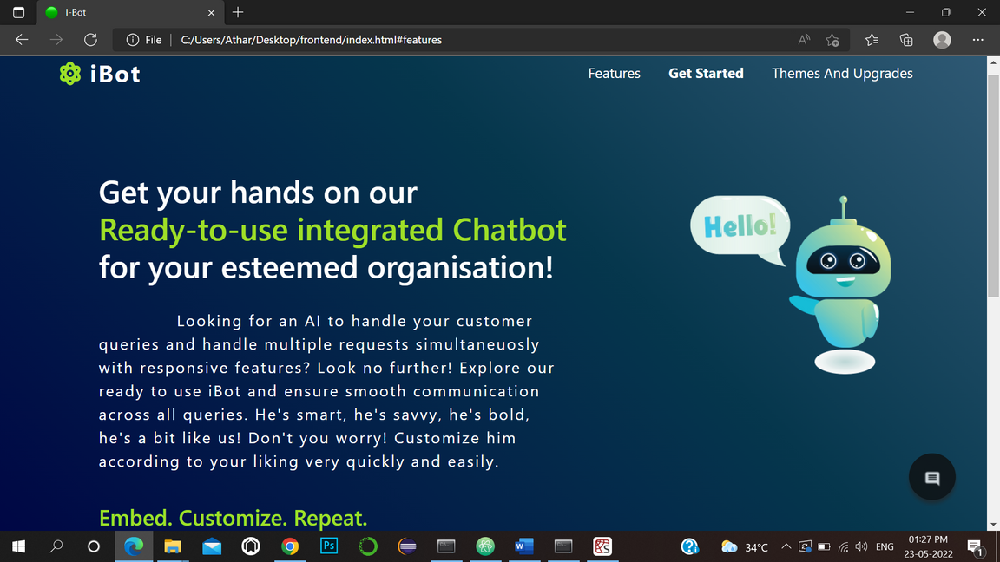 I-Bot
File
C:/Users/Athar/Desktop/frontend/index.html#features
iBot
Features
Get Started
Themes And Upgrades
Get your hands on our
Ready-to-use integrated Chatbot
for your esteemed organisation!
Hello!
Looking for an AI to handle your customer
queries and handle multiple requests simultaneuosly
with responsive features? Look no further! Explore our
ready to use iBot and ensure smooth communication
across all queries. He's smart, he's savvy, he's bold,
he's a bit like us! Don't you worry! Customize him
according to your liking very quickly and easily.
Embed. Customize. Repeat.
Ps
W
S
34°C
ENG
01:27 PM
23-05-2022
1